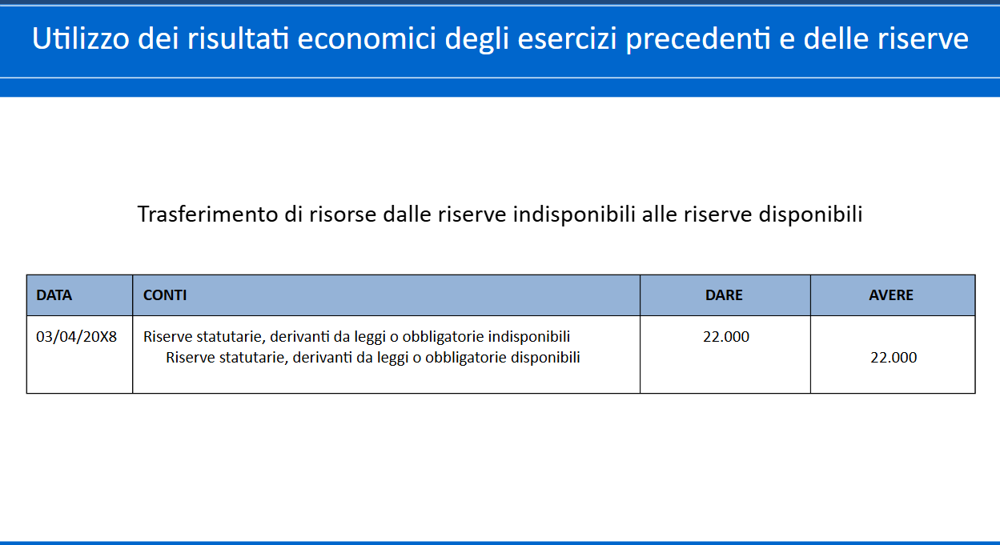 Utilizzo dei risultati economici degli esercizi precedenti e delle riserve
Trasferimento di risorse dalle riserve indisponibili alle riserve disponibili
DATA CONTI DARE AVERE
03/04/20X8 Riserve statutarie, derivanti da leggi o obbligatorie indisponibili 22.000
Riserve statutarie, derivanti da leggi o obbligatorie disponibili 22.000